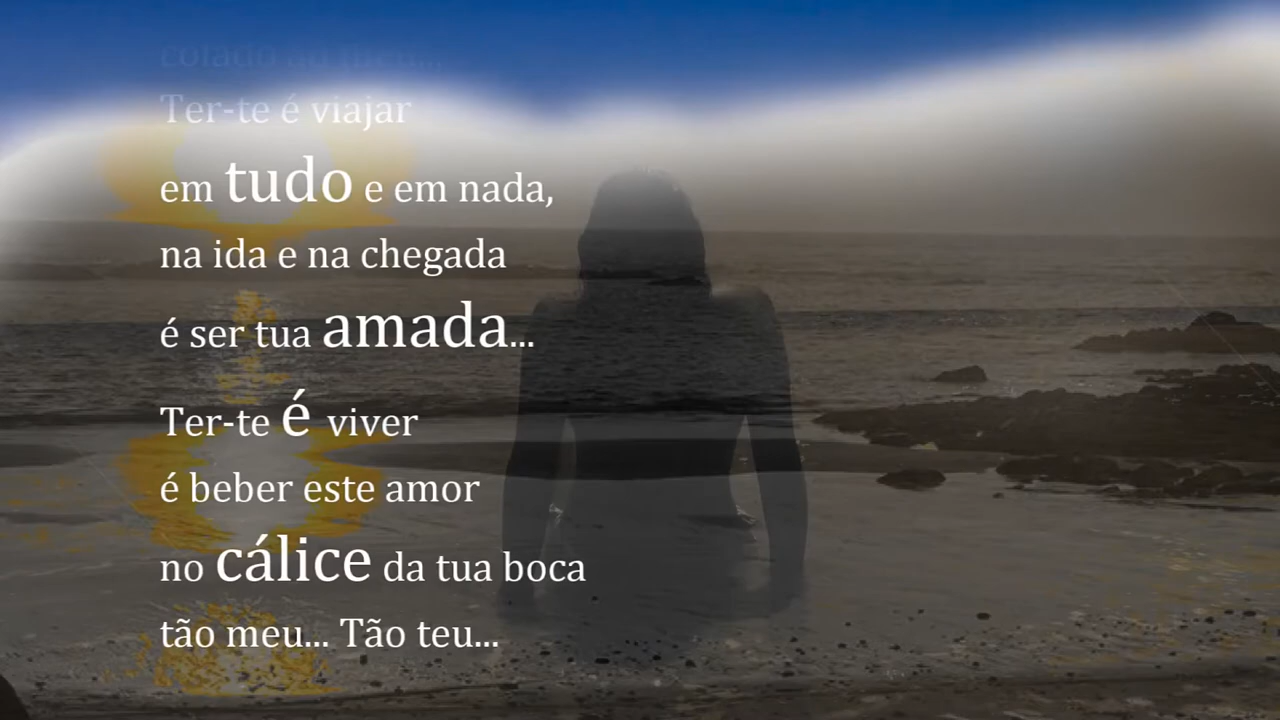 colado ao meu...
Ter-te é viajar
em tudo e em nada,
na ida e na chegada
é ser tua amada...
Ter-te é viver
é beber este amor
no cálice da tua boca
tão meu... Tão teu...